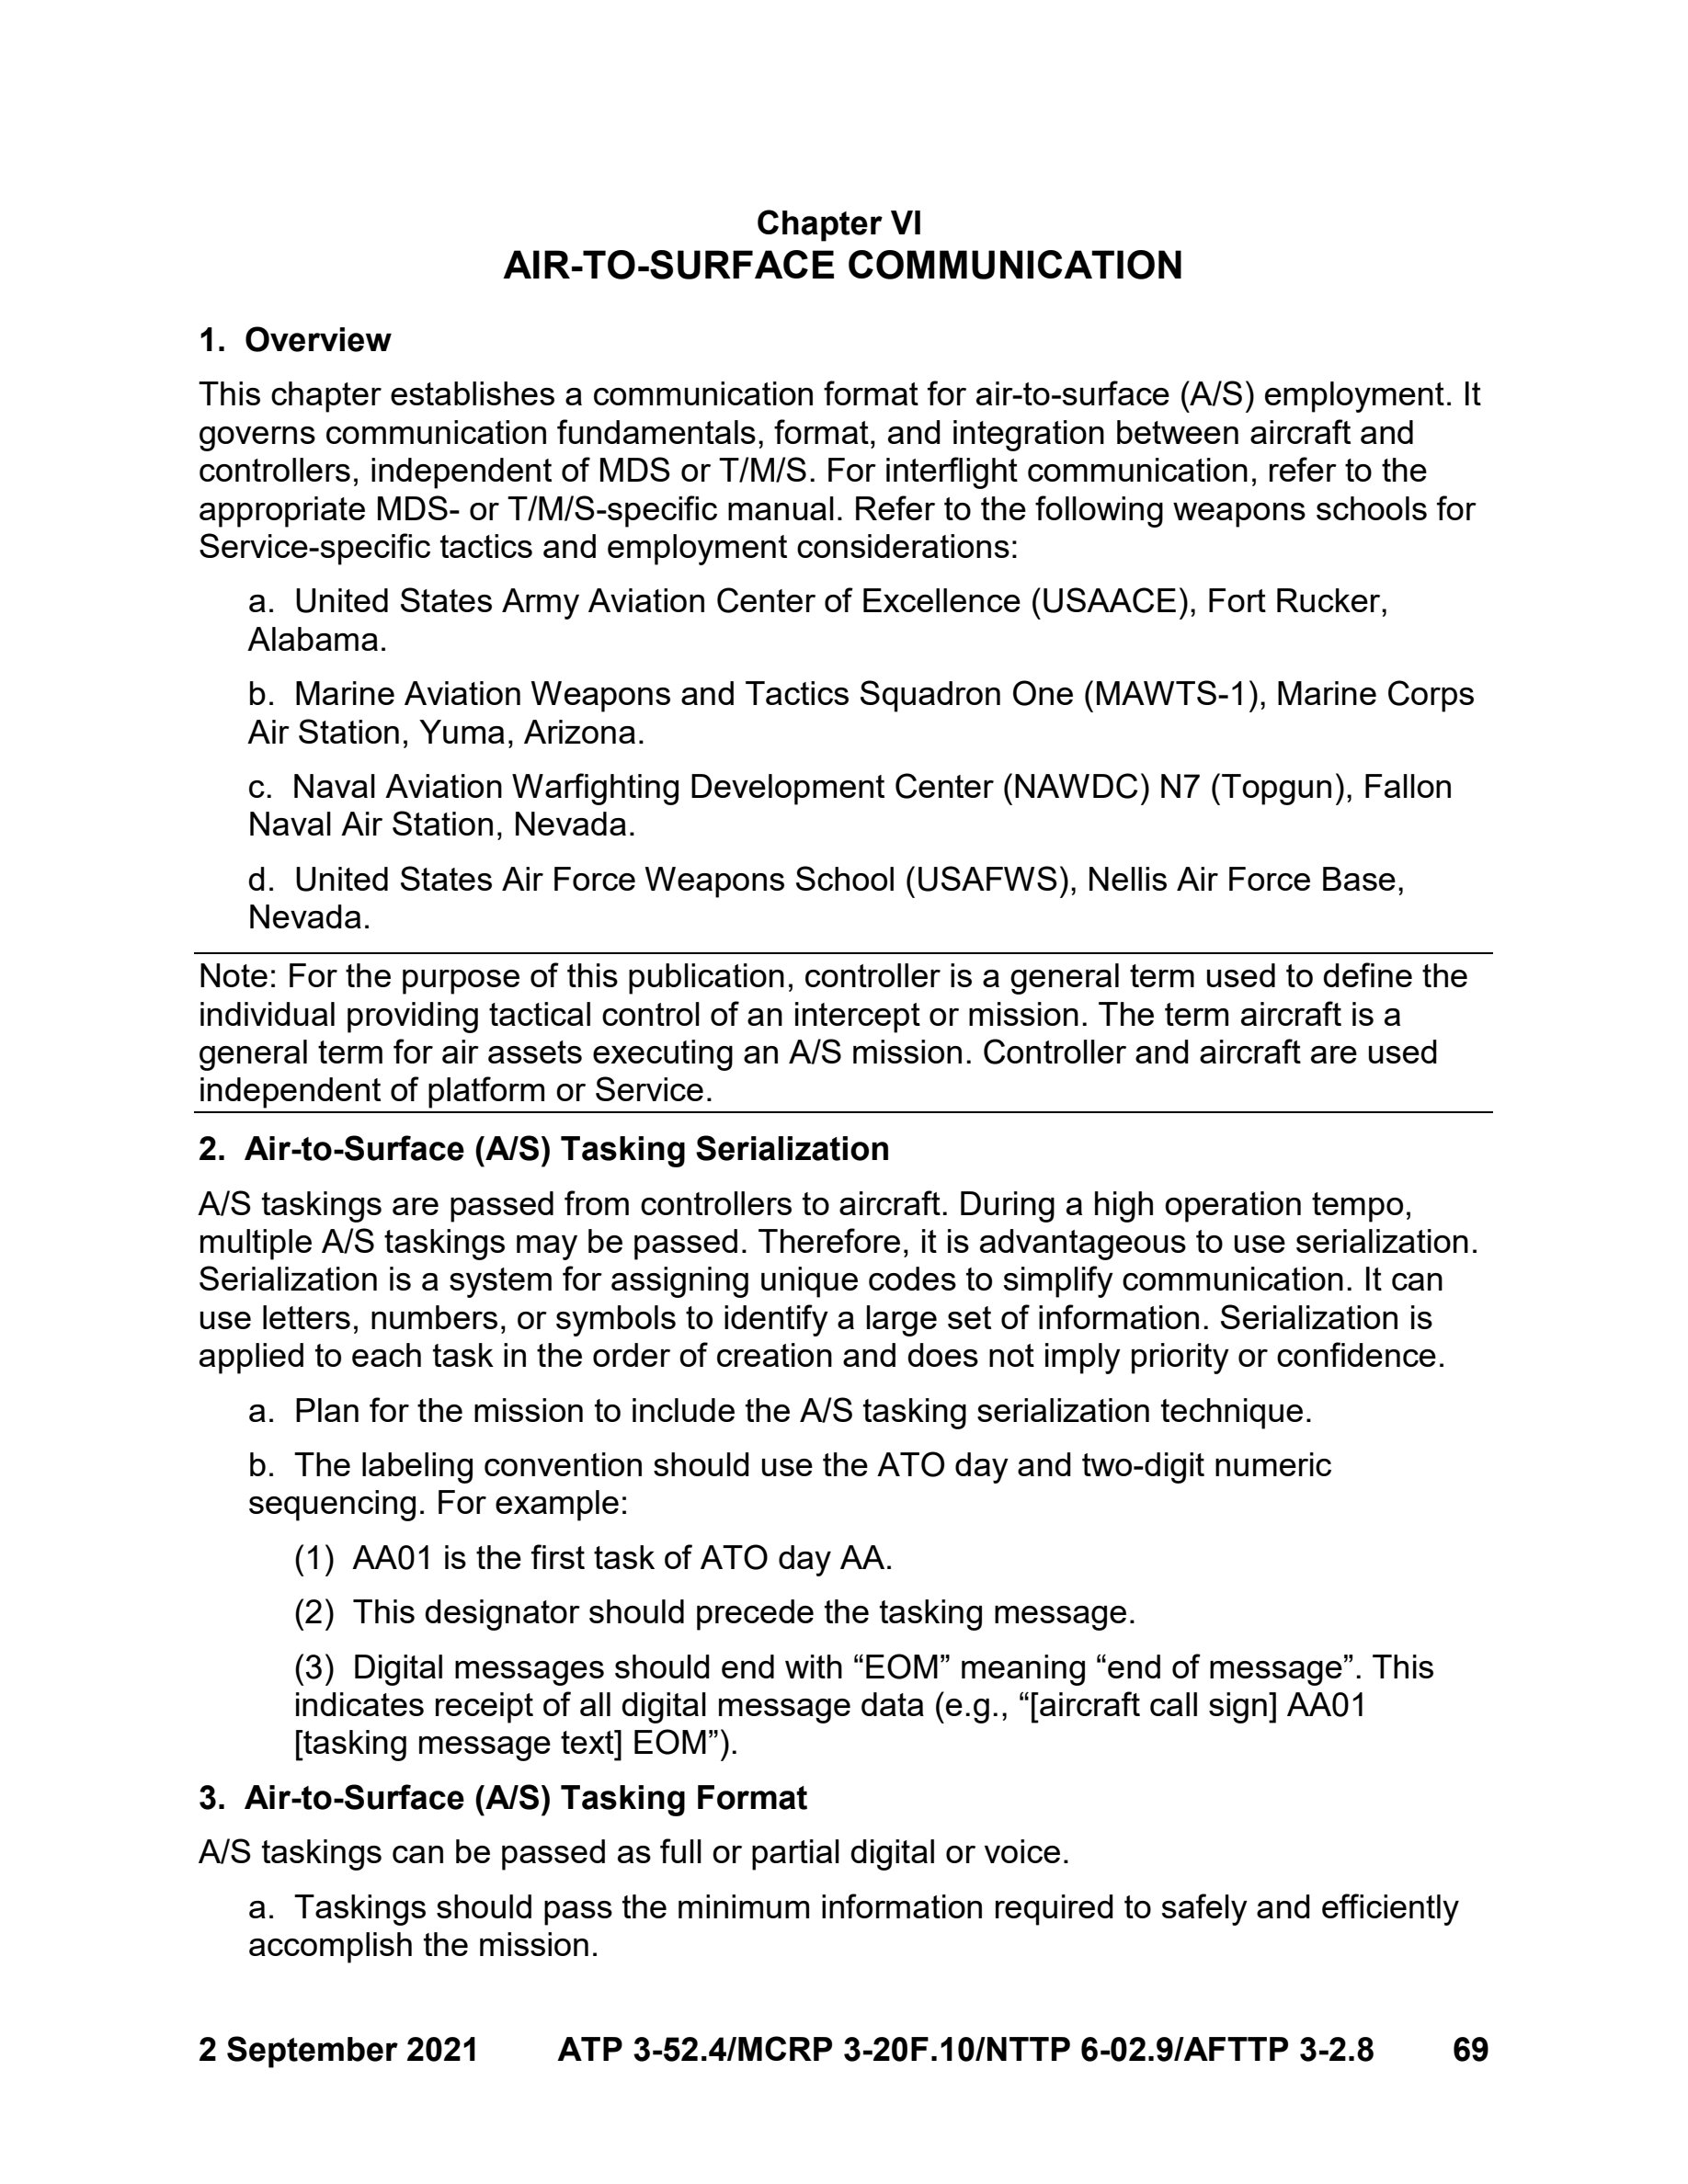 Chapter VI
AIR-TO-SURFACE COMMUNICATION
1. Overview
This chapter establishes a communication format for air-to-surface (A/S) employment. It
governs communication fundamentals, format, and integration between aircraft and
controllers, independent of MDS or T/M/S. For interflight communication, refer to the
appropriate MDS- or T/M/S-specific manual. Refer to the following weapons schools for
Service-specific tactics and employment considerations:
a. United States Army Aviation Center of Excellence (USAACE), Fort Rucker,
Alabama.
b. Marine Aviation Weapons and Tactics Squadron One (MAWTS-1), Marine Corps
Air Station, Yuma, Arizona.
c. Naval Aviation Warfighting Development Center (NAWDC) N7 (Topgun), Fallon
Naval Air Station, Nevada.
d. United States Air Force Weapons School (USAFWS), Nellis Air Force Base,
Nevada.
Note: For the purpose of this publication, controller is a general term used to define the
individual providing tactical control of an intercept or mission. The term aircraft is a
general term for air assets executing an A/S mission. Controller and aircraft are used
independent of platform or Service.
2. Air-to-Surface (A/S) Tasking Serialization
A/S taskings are passed from controllers to aircraft. During a high operation tempo,
multiple A/S taskings may be passed. Therefore, it is advantageous to use serialization.
Serialization is a system for assigning unique codes to simplify communication. It can
use letters, numbers, or symbols to identify a large set of information. Serialization is
applied to each task in the order of creation and does not imply priority or confidence.
a. Plan for the mission to include the A/S tasking serialization technique.
b. The labeling convention should use the ATO day and two-digit numeric
sequencing. For example:
(1) AA01 is the first task of ATO day AA.
(2) This designator should precede the tasking message.
(3) Digital messages should end with “EOM” meaning “end of message”. This
indicates receipt of all digital message data (e.g., “[aircraft call sign] AA01
[tasking message text] EOM”).
3. Air-to-Surface (A/S) Tasking Format
A/S taskings can be passed as full or partial digital or voice.
a. Taskings should pass the minimum information required to safely and efficiently
accomplish the mission.
2 September 2021 ATP 3-52.4/MCRP 3-20F.10/NTTP 6-02.9/AFTTP 3-2.8 69